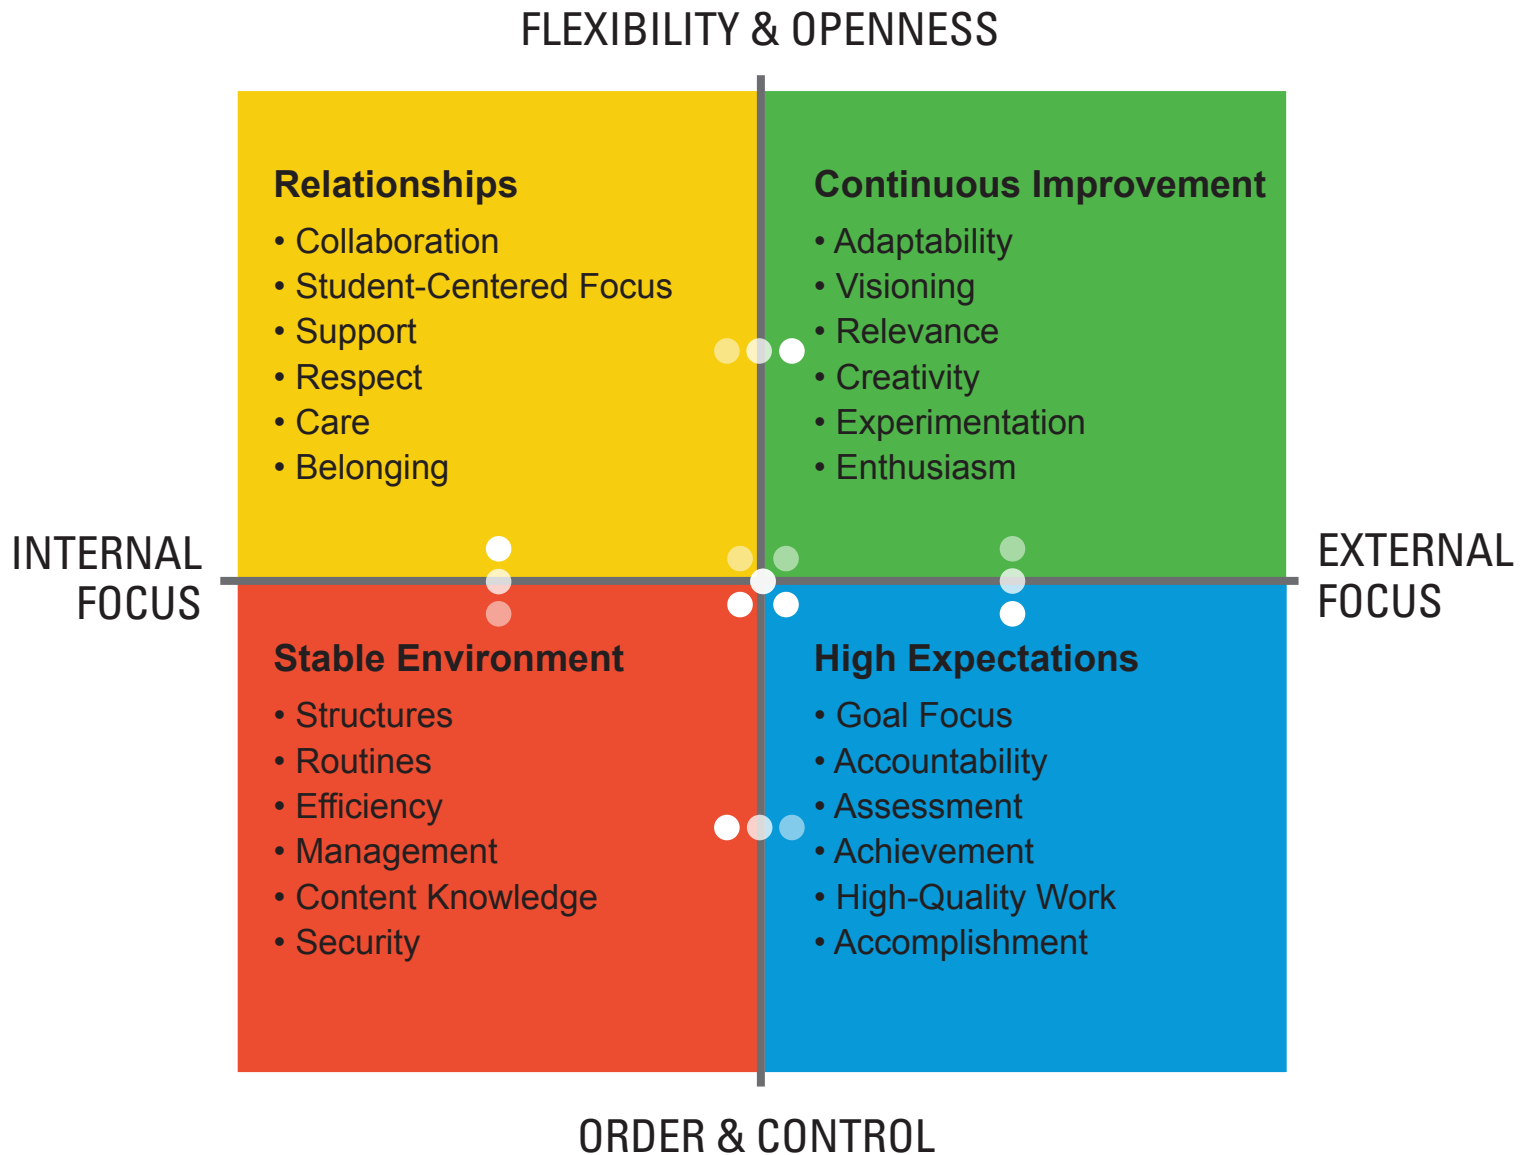 FLEXIBILITY & OPENNESS
Relationships
• Collaboration
• Student-Centered Focus
• Support
• Respect
• Care
• Belonging
Continuous Improvement
• Adaptability
• Visioning
• Relevance
• Creativity
• Experimentation
• Enthusiasm
INTERNAL
FOCUS
EXTERNAL
FOCUS
Stable Environment
• Structures
• Routines
• Efficiency
• Management
• Content Knowledge
• Security
High Expectations
• Goal Focus
• Accountability
• Assessment
• Achievement
• High-Quality Work
• Accomplishment
ORDER & CONTROL